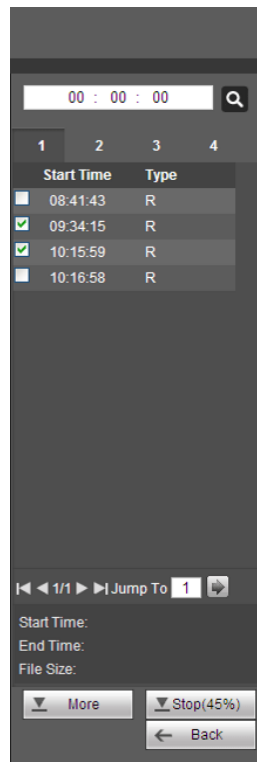 00 : 00 : 00
1 2 3 4
Start Time Type
08:41:43 R
09:34:15 R
10:15:59 R
10:16:58 R
1/1 Jump To 1
Start Time:
End Time:
File Size:
More Stop(45%)
Back